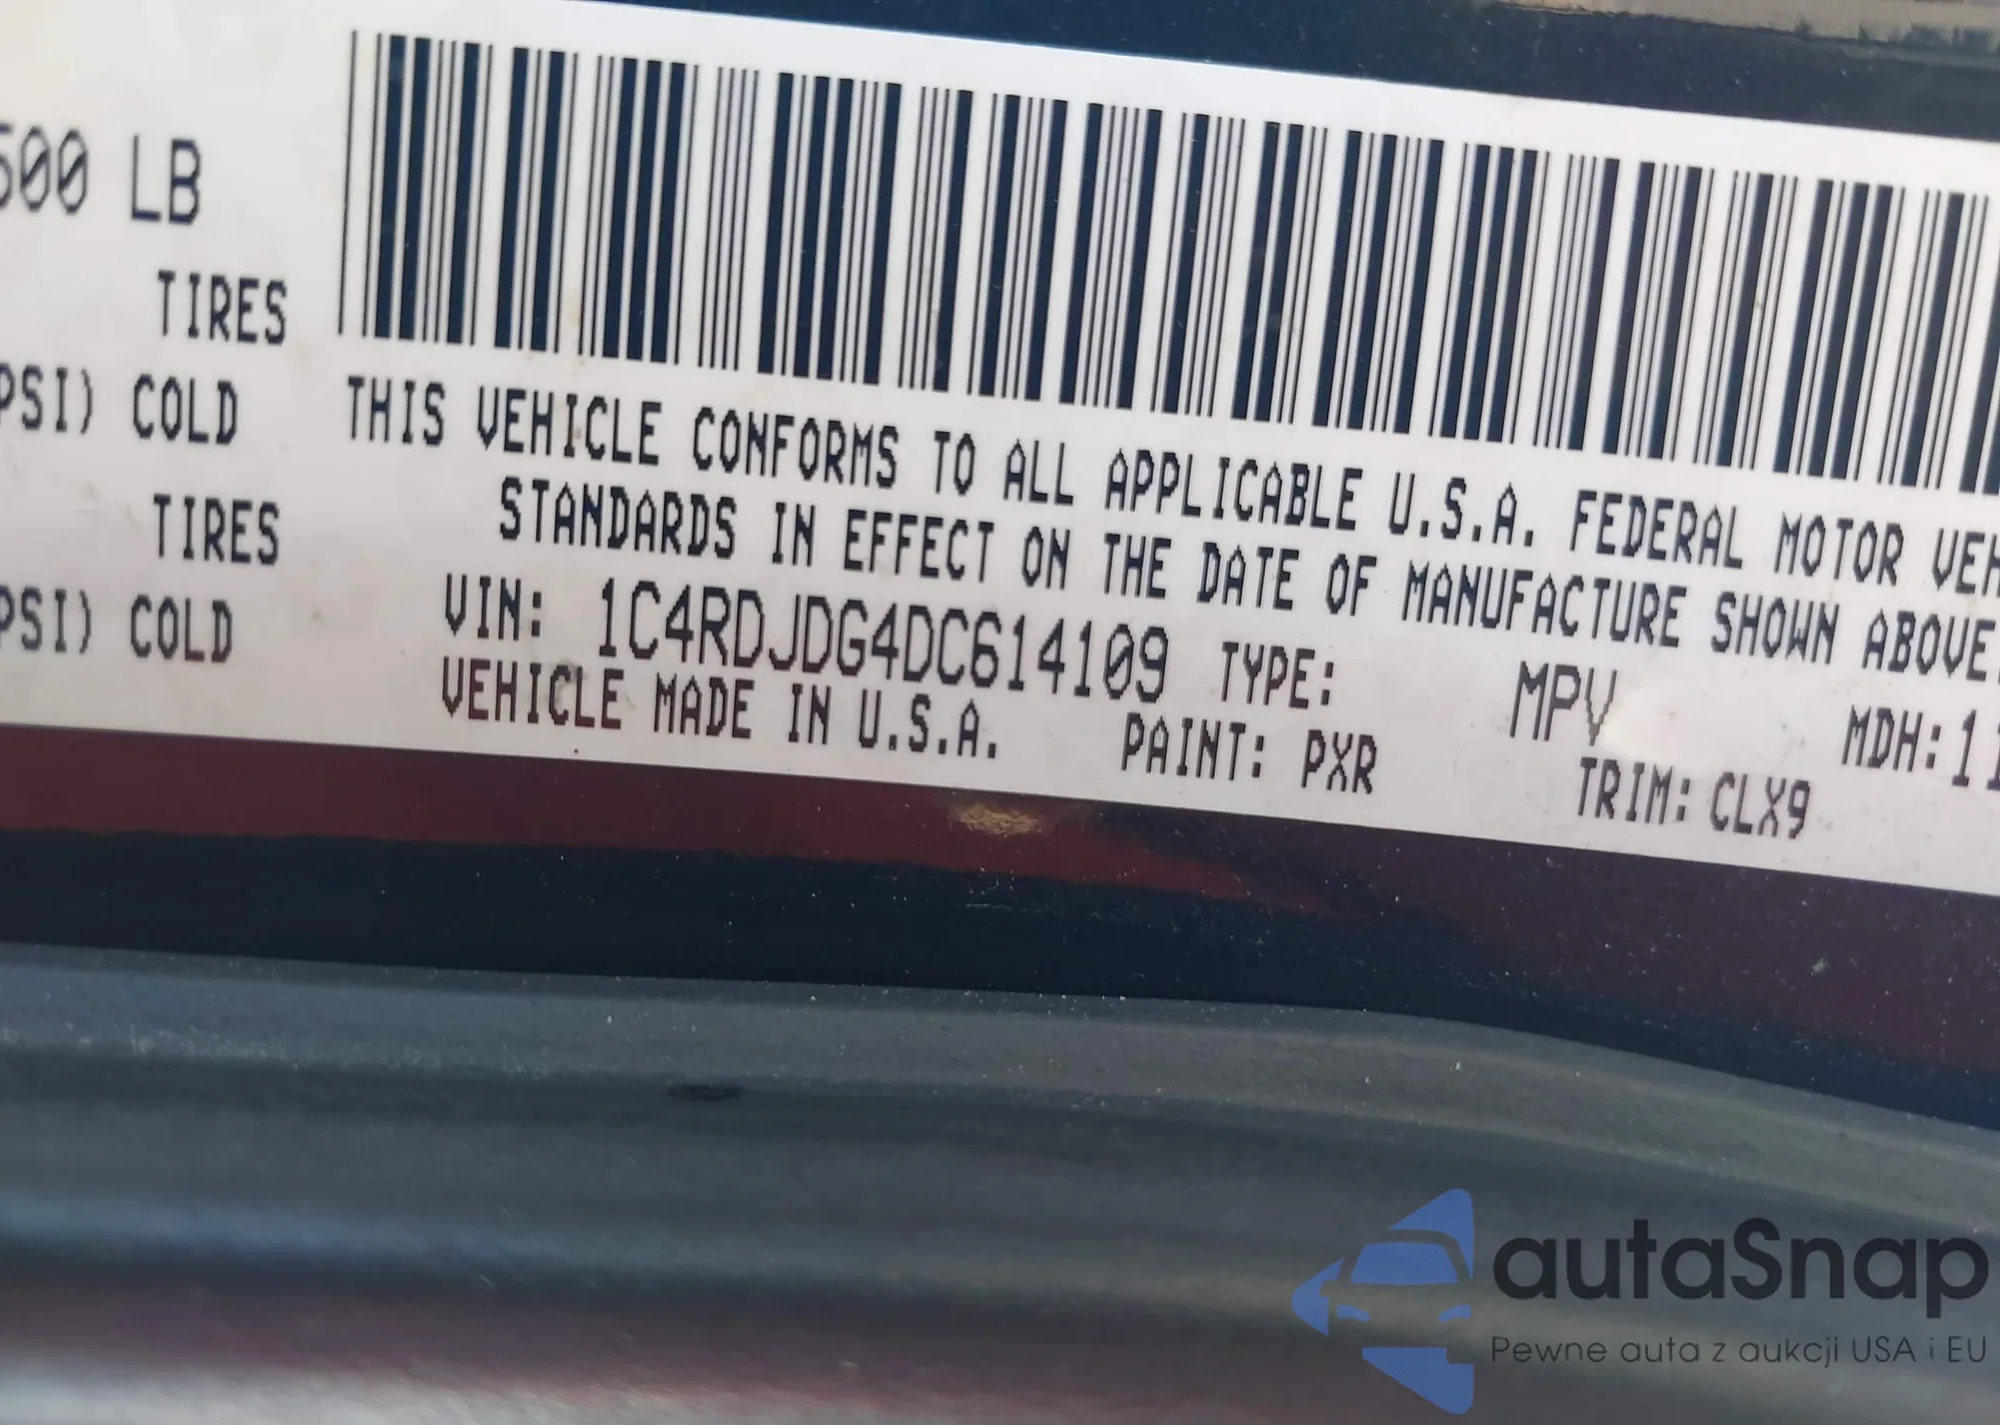 500 LB
TIRES
PSI) COLD
TIRES
PSI) COLD
THIS VEHICLE CONFORMS TO ALL APPLICABLE U.S.A. FEDERAL MOTOR VEH
STANDARDS IN EFFECT ON THE DATE OF MANUFACTURE SHOWN ABOVE.
VIN: 1C4RDJDG4DC614109 TYPE: MPV MDH: 11
VEHICLE MADE IN U.S.A. PAINT: PXR TRIM: CLX9
autaSnap
Pewne auta z aukcji USA i EU